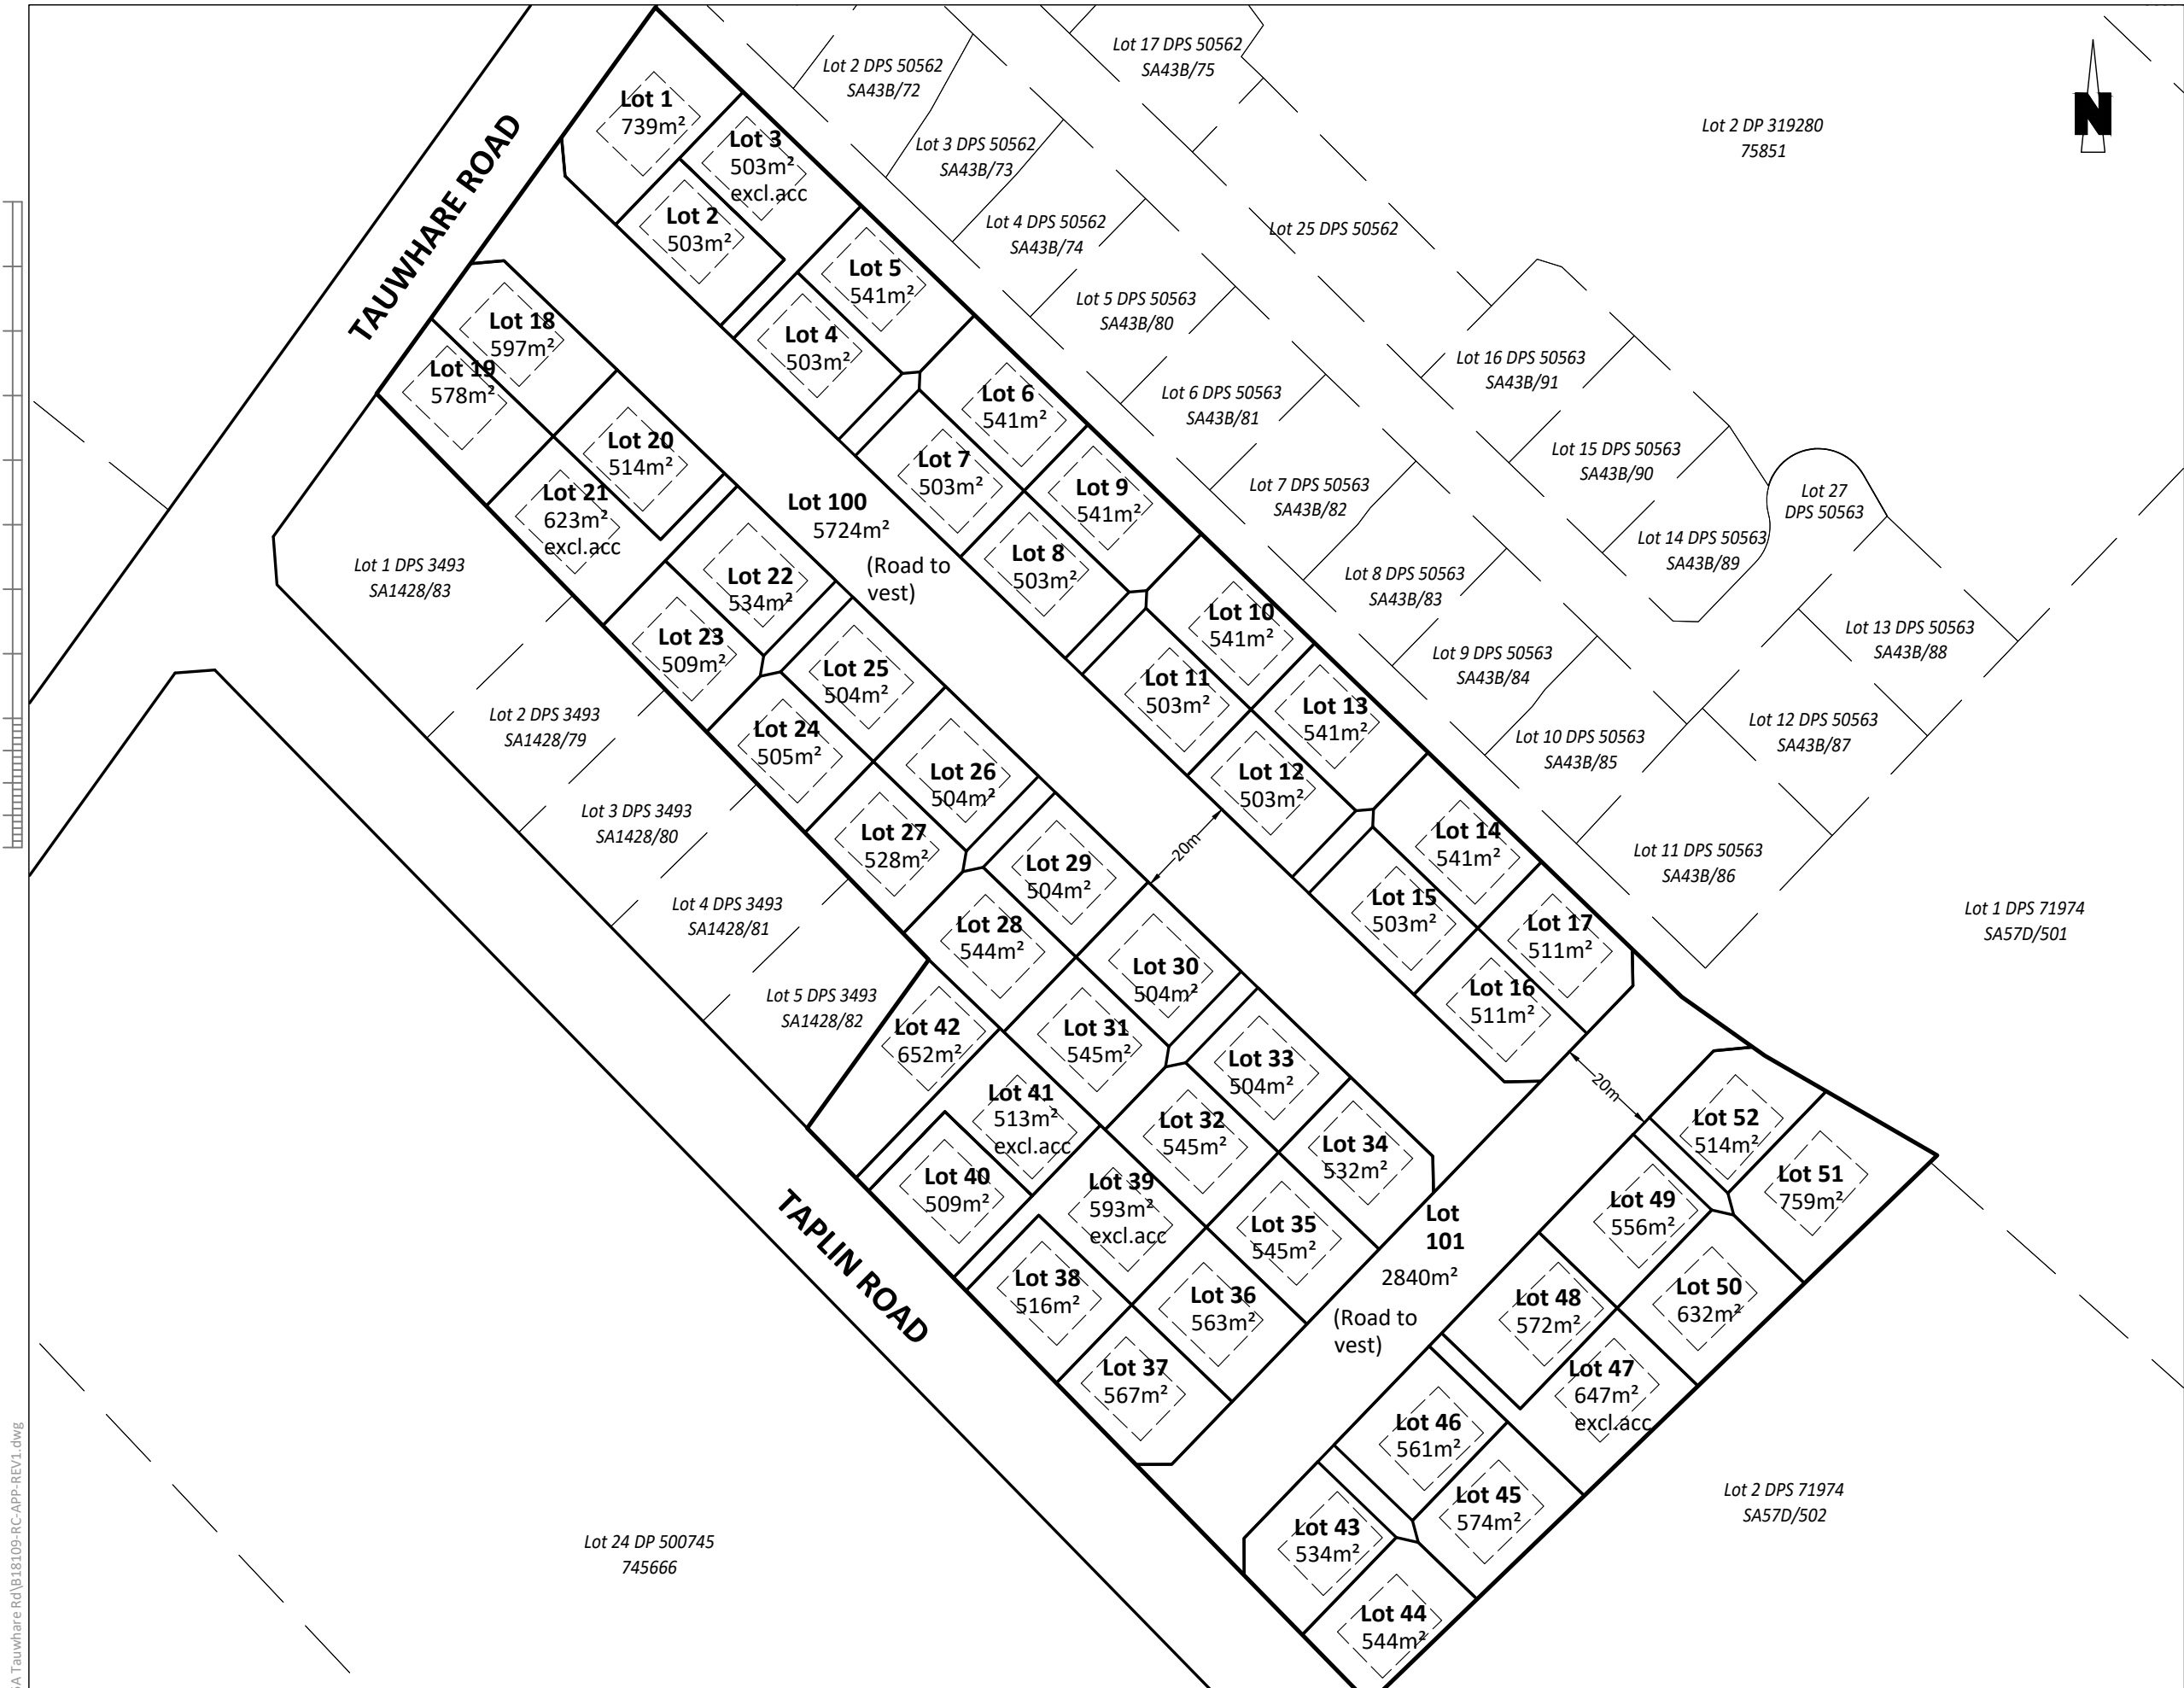 Lot 2 DPS 50562
SA43B/72
Lot 17 DPS 50562
SA43B/75
Lot 2 DP 319280
75851
N
Lot 3 DPS 50562
SA43B/73
Lot 4 DPS 50562
SA43B/74
Lot 25 DPS 50562
Lot 5 DPS 50563
SA43B/80
Lot 6 DPS 50563
SA43B/81
Lot 16 DPS 50563
SA43B/91
Lot 15 DPS 50563
SA43B/90
Lot 7 DPS 50563
SA43B/82
Lot 27
DPS 50563
Lot 14 DPS 50563
SA43B/89
Lot 8 DPS 50563
SA43B/83
Lot 13 DPS 50563
SA43B/88
Lot 9 DPS 50563
SA43B/84
Lot 12 DPS 50563
SA43B/87
Lot 10 DPS 50563
SA43B/85
Lot 11 DPS 50563
SA43B/86
Lot 1 DPS 71974
SA57D/501
TAUWHARE ROAD
Lot 1
739m²
Lot 3
503m²
excl.acc
Lot 2
503m²
Lot 5
541m²
Lot 4
503m²
Lot 6
541m²
Lot 7
503m²
Lot 9
541m²
Lot 8
503m²
Lot 10
541m²
Lot 11
503m²
Lot 13
541m²
Lot 12
503m²
Lot 14
541m²
Lot 15
503m²
Lot 17
511m²
Lot 16
511m²
Lot 18
597m²
Lot 19
578m²
Lot 20
514m²
Lot 21
623m²
excl.acc
Lot 100
5724m²
(Road to
vest)
Lot 22
534m²
Lot 23
509m²
Lot 25
504m²
Lot 24
505m²
Lot 26
504m²
Lot 27
528m²
Lot 29
504m²
Lot 28
544m²
20m
Lot 30
504m²
Lot 31
545m²
Lot 33
504m²
Lot 32
545m²
Lot 34
532m²
Lot 35
545m²
Lot 36
563m²
Lot 42
652m²
Lot 41
513m²
excl.acc
Lot 40
509m²
Lot 39
593m²
excl.acc
Lot 38
516m²
Lot 37
567m²
20m
Lot
101
2840m²
(Road to
vest)
Lot 52
514m²
Lot 51
759m²
Lot 49
556m²
Lot 50
632m²
Lot 48
572m²
Lot 47
647m²
excl.acc
Lot 46
561m²
Lot 45
574m²
Lot 43
534m²
Lot 44
544m²
Lot 1 DPS 3493
SA1428/83
Lot 2 DPS 3493
SA1428/79
Lot 3 DPS 3493
SA1428/80
Lot 4 DPS 3493
SA1428/81
Lot 5 DPS 3493
SA1428/82
TAPLIN ROAD
Lot 24 DP 500745
745666
Lot 2 DPS 71974
SA57D/502
Tauwhare Rd\B18109-RC-APP-REV1.dwg